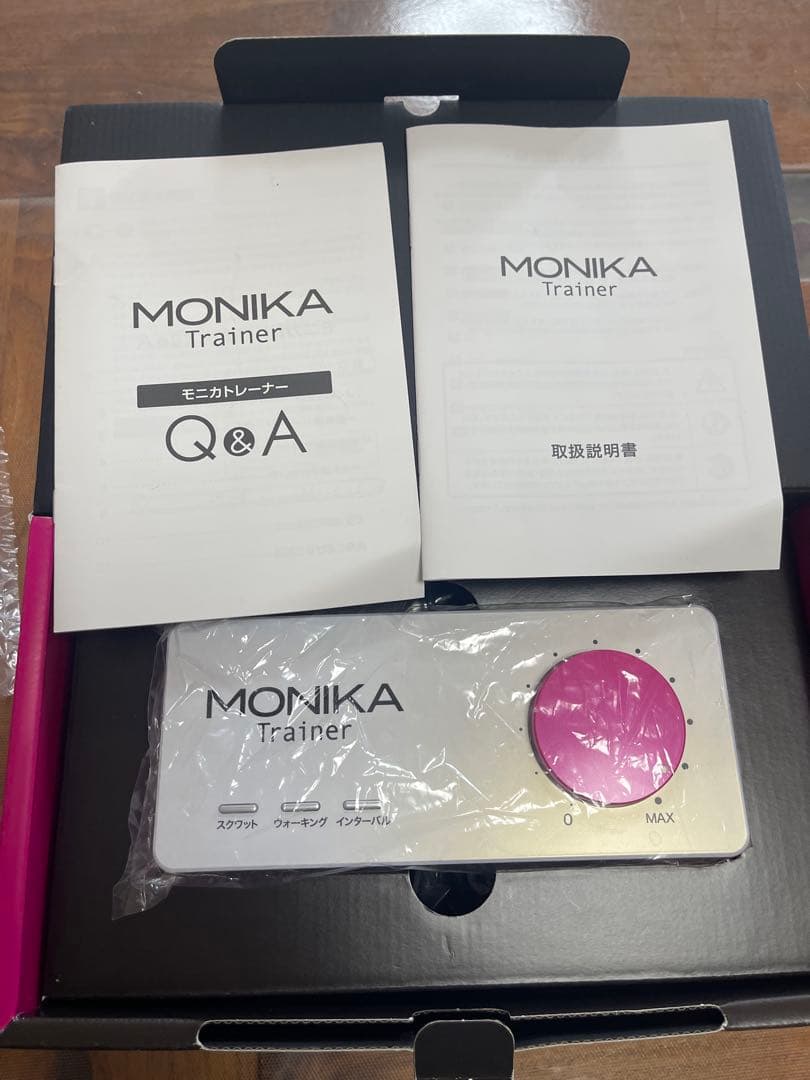 MONIKA
Trainer
モニカトレーナー
Q&A
MONIKA
Trainer
取扱説明書
MONIKA
Trainer
スクワット ウォーキング インターバル
0 MAX